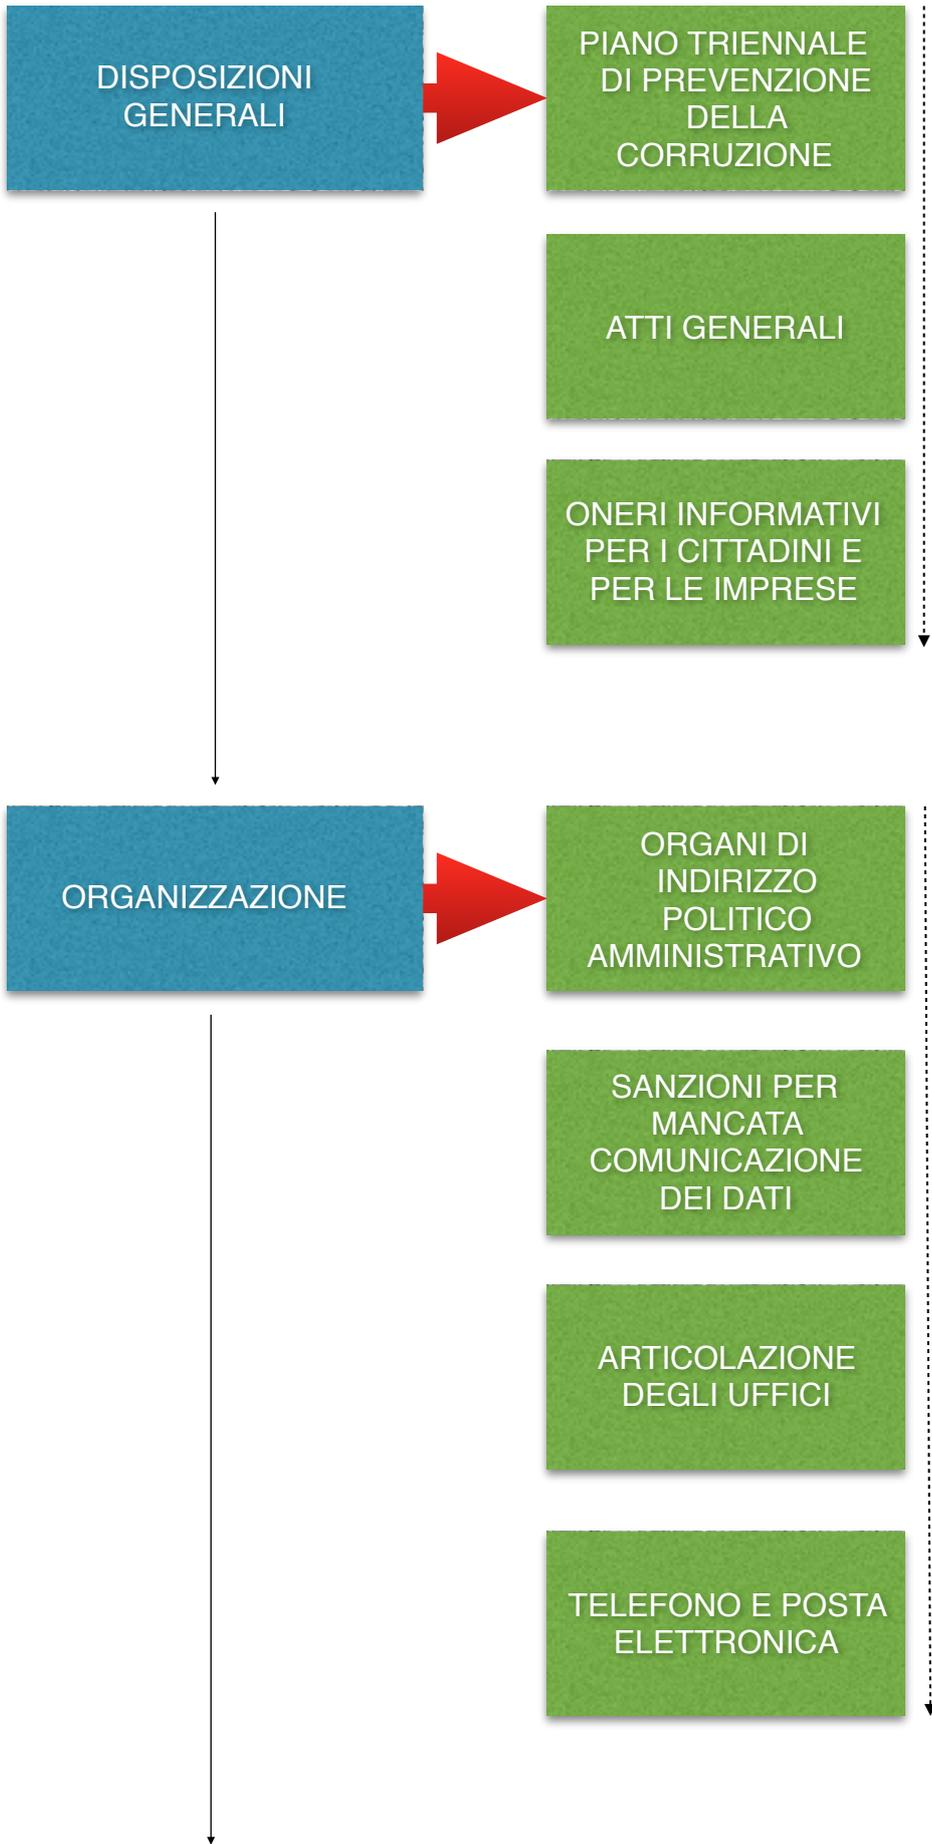 DISPOSIZIONI
GENERALI
PIANO TRIENNALE
DI PREVENZIONE
DELLA
CORRUZIONE
ATTI GENERALI
ONERI INFORMATIVI
PER I CITTADINI E
PER LE IMPRESE
ORGANIZZAZIONE
ORGANI DI
INDIRIZZO
POLITICO
AMMINISTRATIVO
SANZIONI PER
MANCATA
COMUNICAZIONE
DEI DATI
ARTICOLAZIONE
DEGLI UFFICI
TELEFONO E POSTA
ELETTRONICA